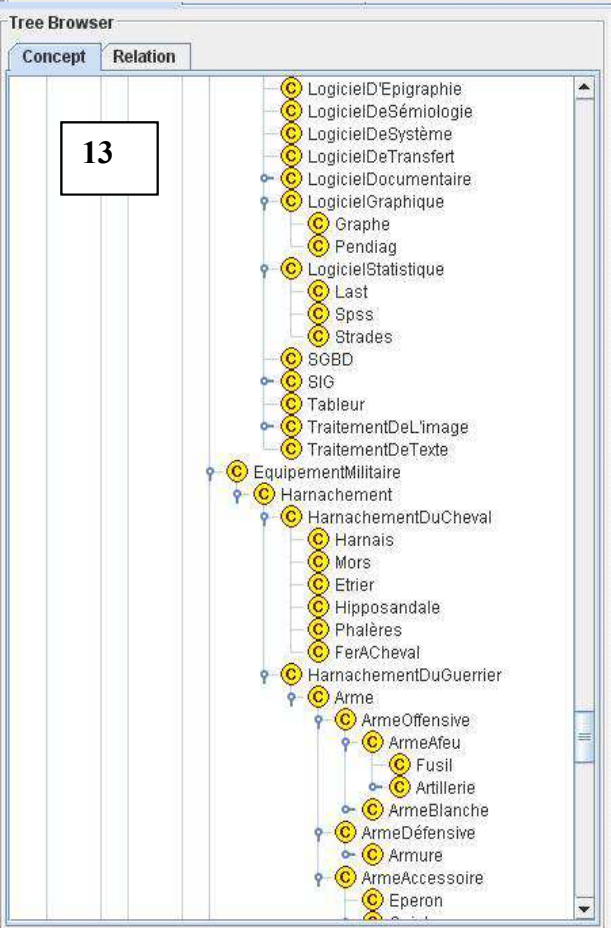 Tree Browser
Concept Relation
13
C LogicielD'Epigraphie
C LogicielDeSémiologie
C LogicielDeSystème
C LogicielDeTransfert
C LogicielDocumentaire
C LogicielGraphique
C Graphe
C Pendiag
C LogicielStatistique
C Last
C Spss
C Strades
C SGBD
C SIG
C Tableur
C TraitementDeL'image
C TraitementDeTexte
C EquipementMilitaire
C Harnachement
C HarnachementDuCheval
C Harnais
C Mors
C Etrier
C Hipposandale
C Phalères
C FerACheval
C HarnachementDuGuerrier
C Arme
C ArmeOffensive
C ArmeAfeu
C Fusil
C Artillerie
C ArmeBlanche
C ArmeDéfensive
C Armure
C ArmeAccessoire
C Eperon